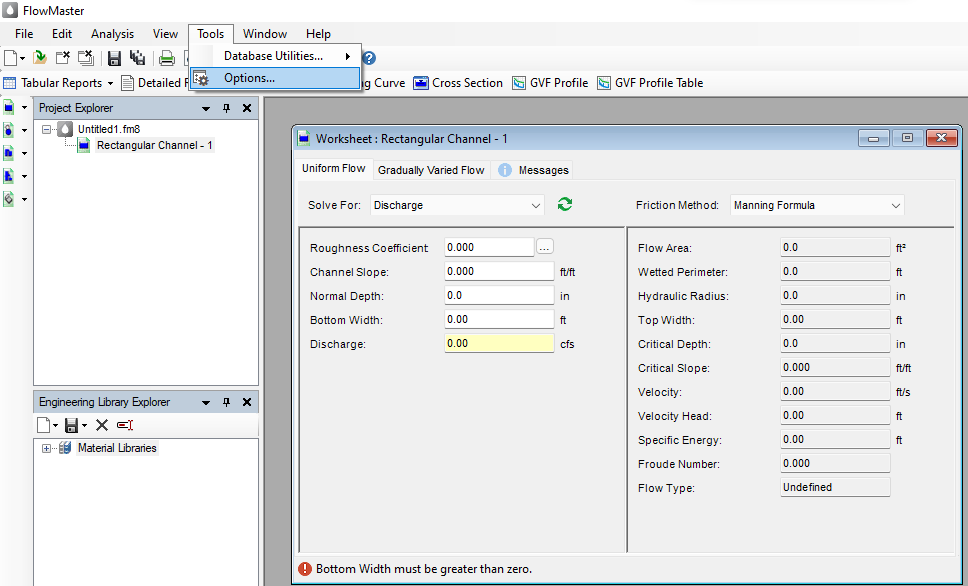 FlowMaster
File Edit Analysis View Tools Window Help
Database Utilities...
Options...
Tabular Reports Detailed g Curve Cross Section GVF Profile GVF Profile Table
Project Explorer
Untitled1.fm8
Rectangular Channel - 1
Engineering Library Explorer
Material Libraries
Worksheet : Rectangular Channel - 1
Uniform Flow Gradually Varied Flow Messages
Solve For: Discharge Friction Method: Manning Formula
Roughness Coefficient 0.000 ...
Channel Slope: 0.000 ft/ft
Normal Depth: 0.0 in
Bottom Width: 0.00 ft
Discharge: 0.00 cfs
Flow Area: 0.0 ft²
Wetted Perimeter: 0.0 ft
Hydraulic Radius: 0.0 in
Top Width: 0.00 ft
Critical Depth: 0.0 in
Critical Slope: 0.000 ft/ft
Velocity: 0.00 ft/s
Velocity Head: 0.00 ft
Specific Energy: 0.00 ft
Froude Number: 0.000
Flow Type: Undefined
Bottom Width must be greater than zero.